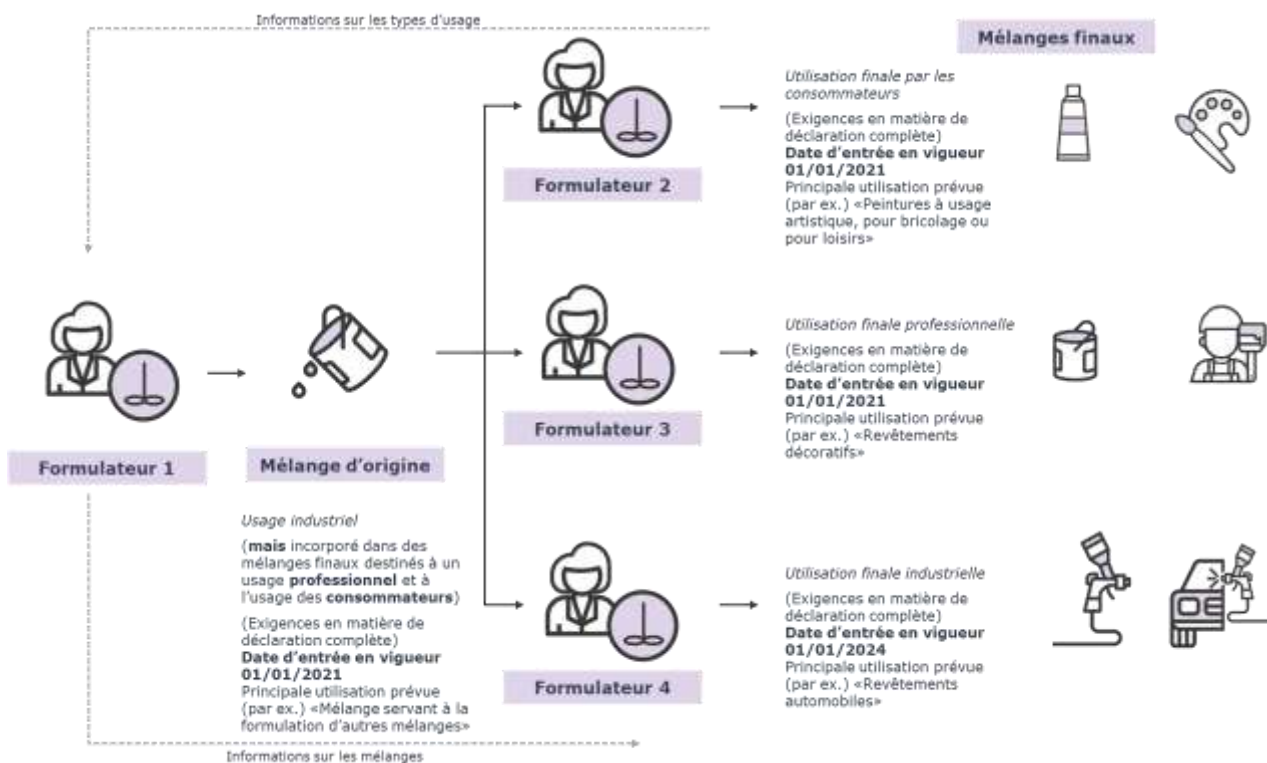 Informations sur les types d'usage
Mélanges finaux
Utilisation finale par les
consommateurs
(Exigences en matière de
déclaration complète)
Date d'entrée en vigueur
01/01/2021
Principale utilisation prévue
(par ex.) «Peintures à usage
artistique, pour bricolage ou
pour loisirs»
Formulateur 2
Utilisation finale professionnelle
(Exigences en matière de
déclaration complète)
Date d'entrée en vigueur
01/01/2021
Principale utilisation prévue
(par ex.) «Revêtements
décoratifs»
Formulateur 3
Formulateur 1
Mélange d'origine
Usage industriel
(mais incorporé dans des
mélanges finaux destinés à un
usage professionnel et à
l'usage des consommateurs)
(Exigences en matière de
déclaration complète)
Date d'entrée en vigueur
01/01/2021
Principale utilisation prévue
(par ex.) «Mélange servant à la
formulation d'autres mélanges»
Utilisation finale industrielle
(Exigences en matière de
déclaration complète)
Date d'entrée en vigueur
01/01/2024
Principale utilisation prévue
(par ex.) «Revêtements
automobiles»
Formulateur 4
Informations sur les mélanges